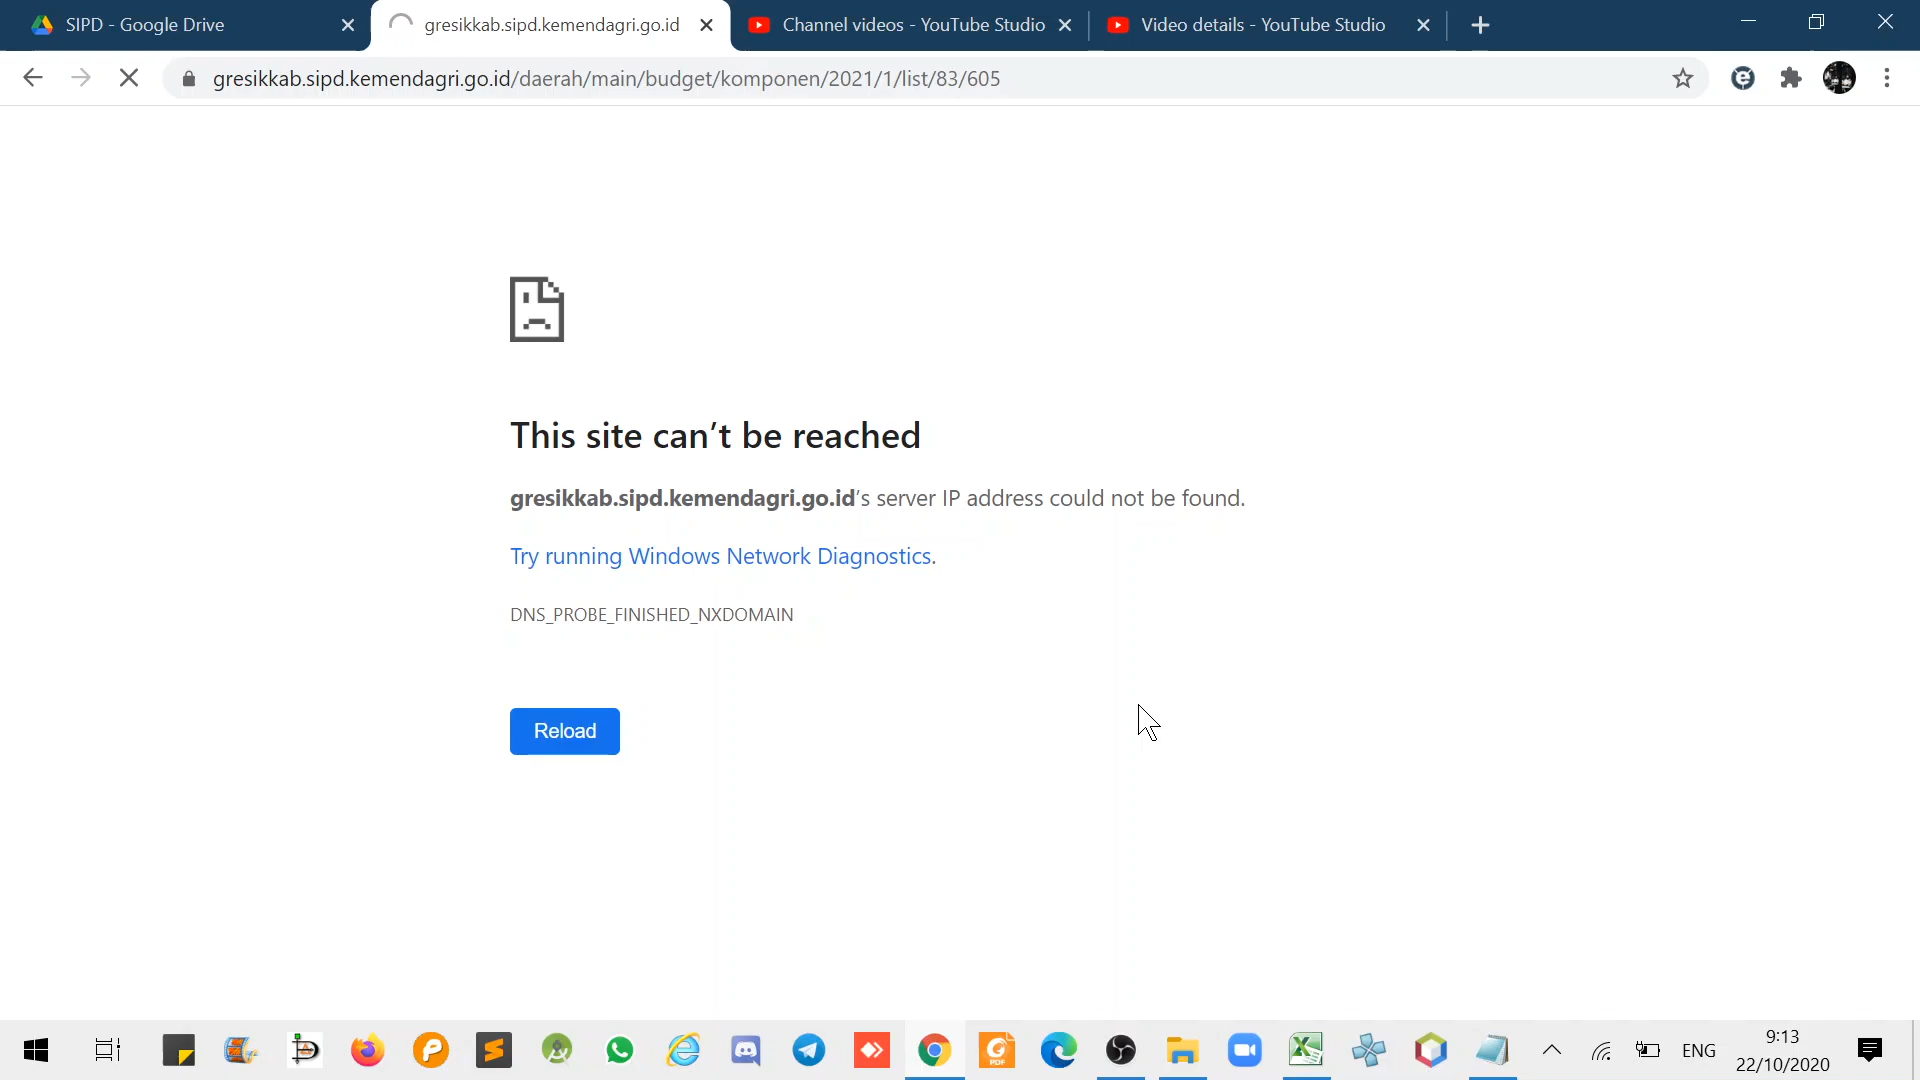 SIPD - Google Drive
gresikkab.sipd.kemendagri.go.id
Channel videos - YouTube Studio
Video details - YouTube Studio
gresikkab.sipd.kemendagri.go.id/daerah/main/budget/komponen/2021/1/list/83/605
This site can’t be reached
gresikkab.sipd.kemendagri.go.id’s server IP address could not be found.
Try running Windows Network Diagnostics.
DNS_PROBE_FINISHED_NXDOMAIN
Reload
PDF
ENG
9:13
22/10/2020